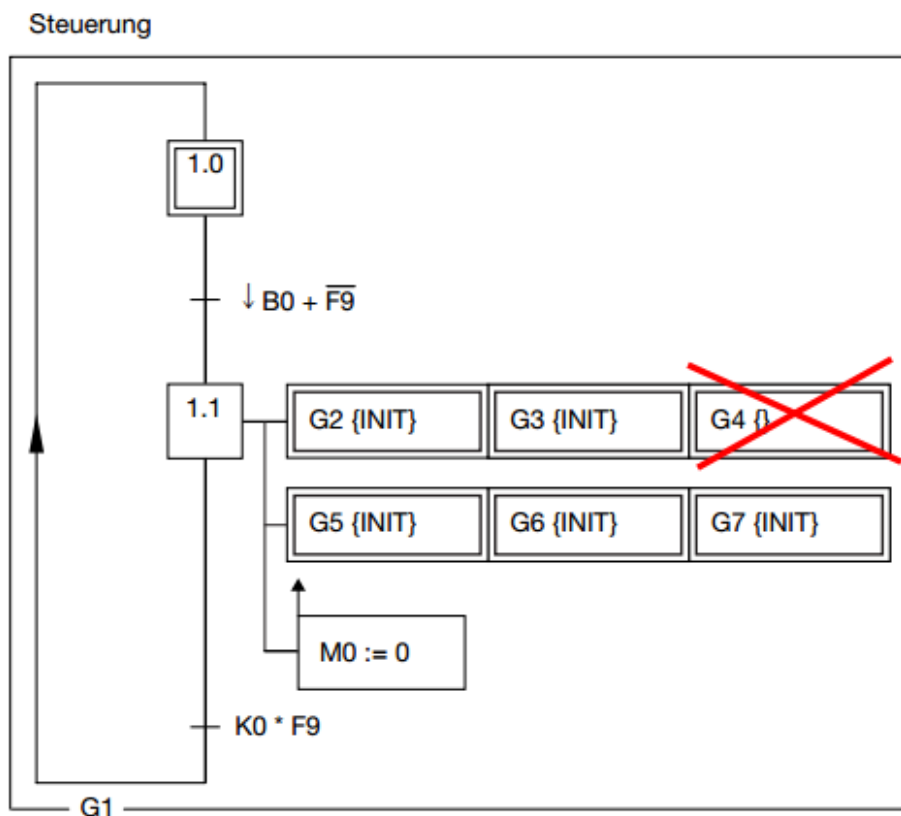 Steuerung
1.0
↓ B0 + F̅9̅
1.1
G2 {INIT} G3 {INIT} G4 {}
G5 {INIT} G6 {INIT} G7 {INIT}
M0 := 0
K0 * F9
G1